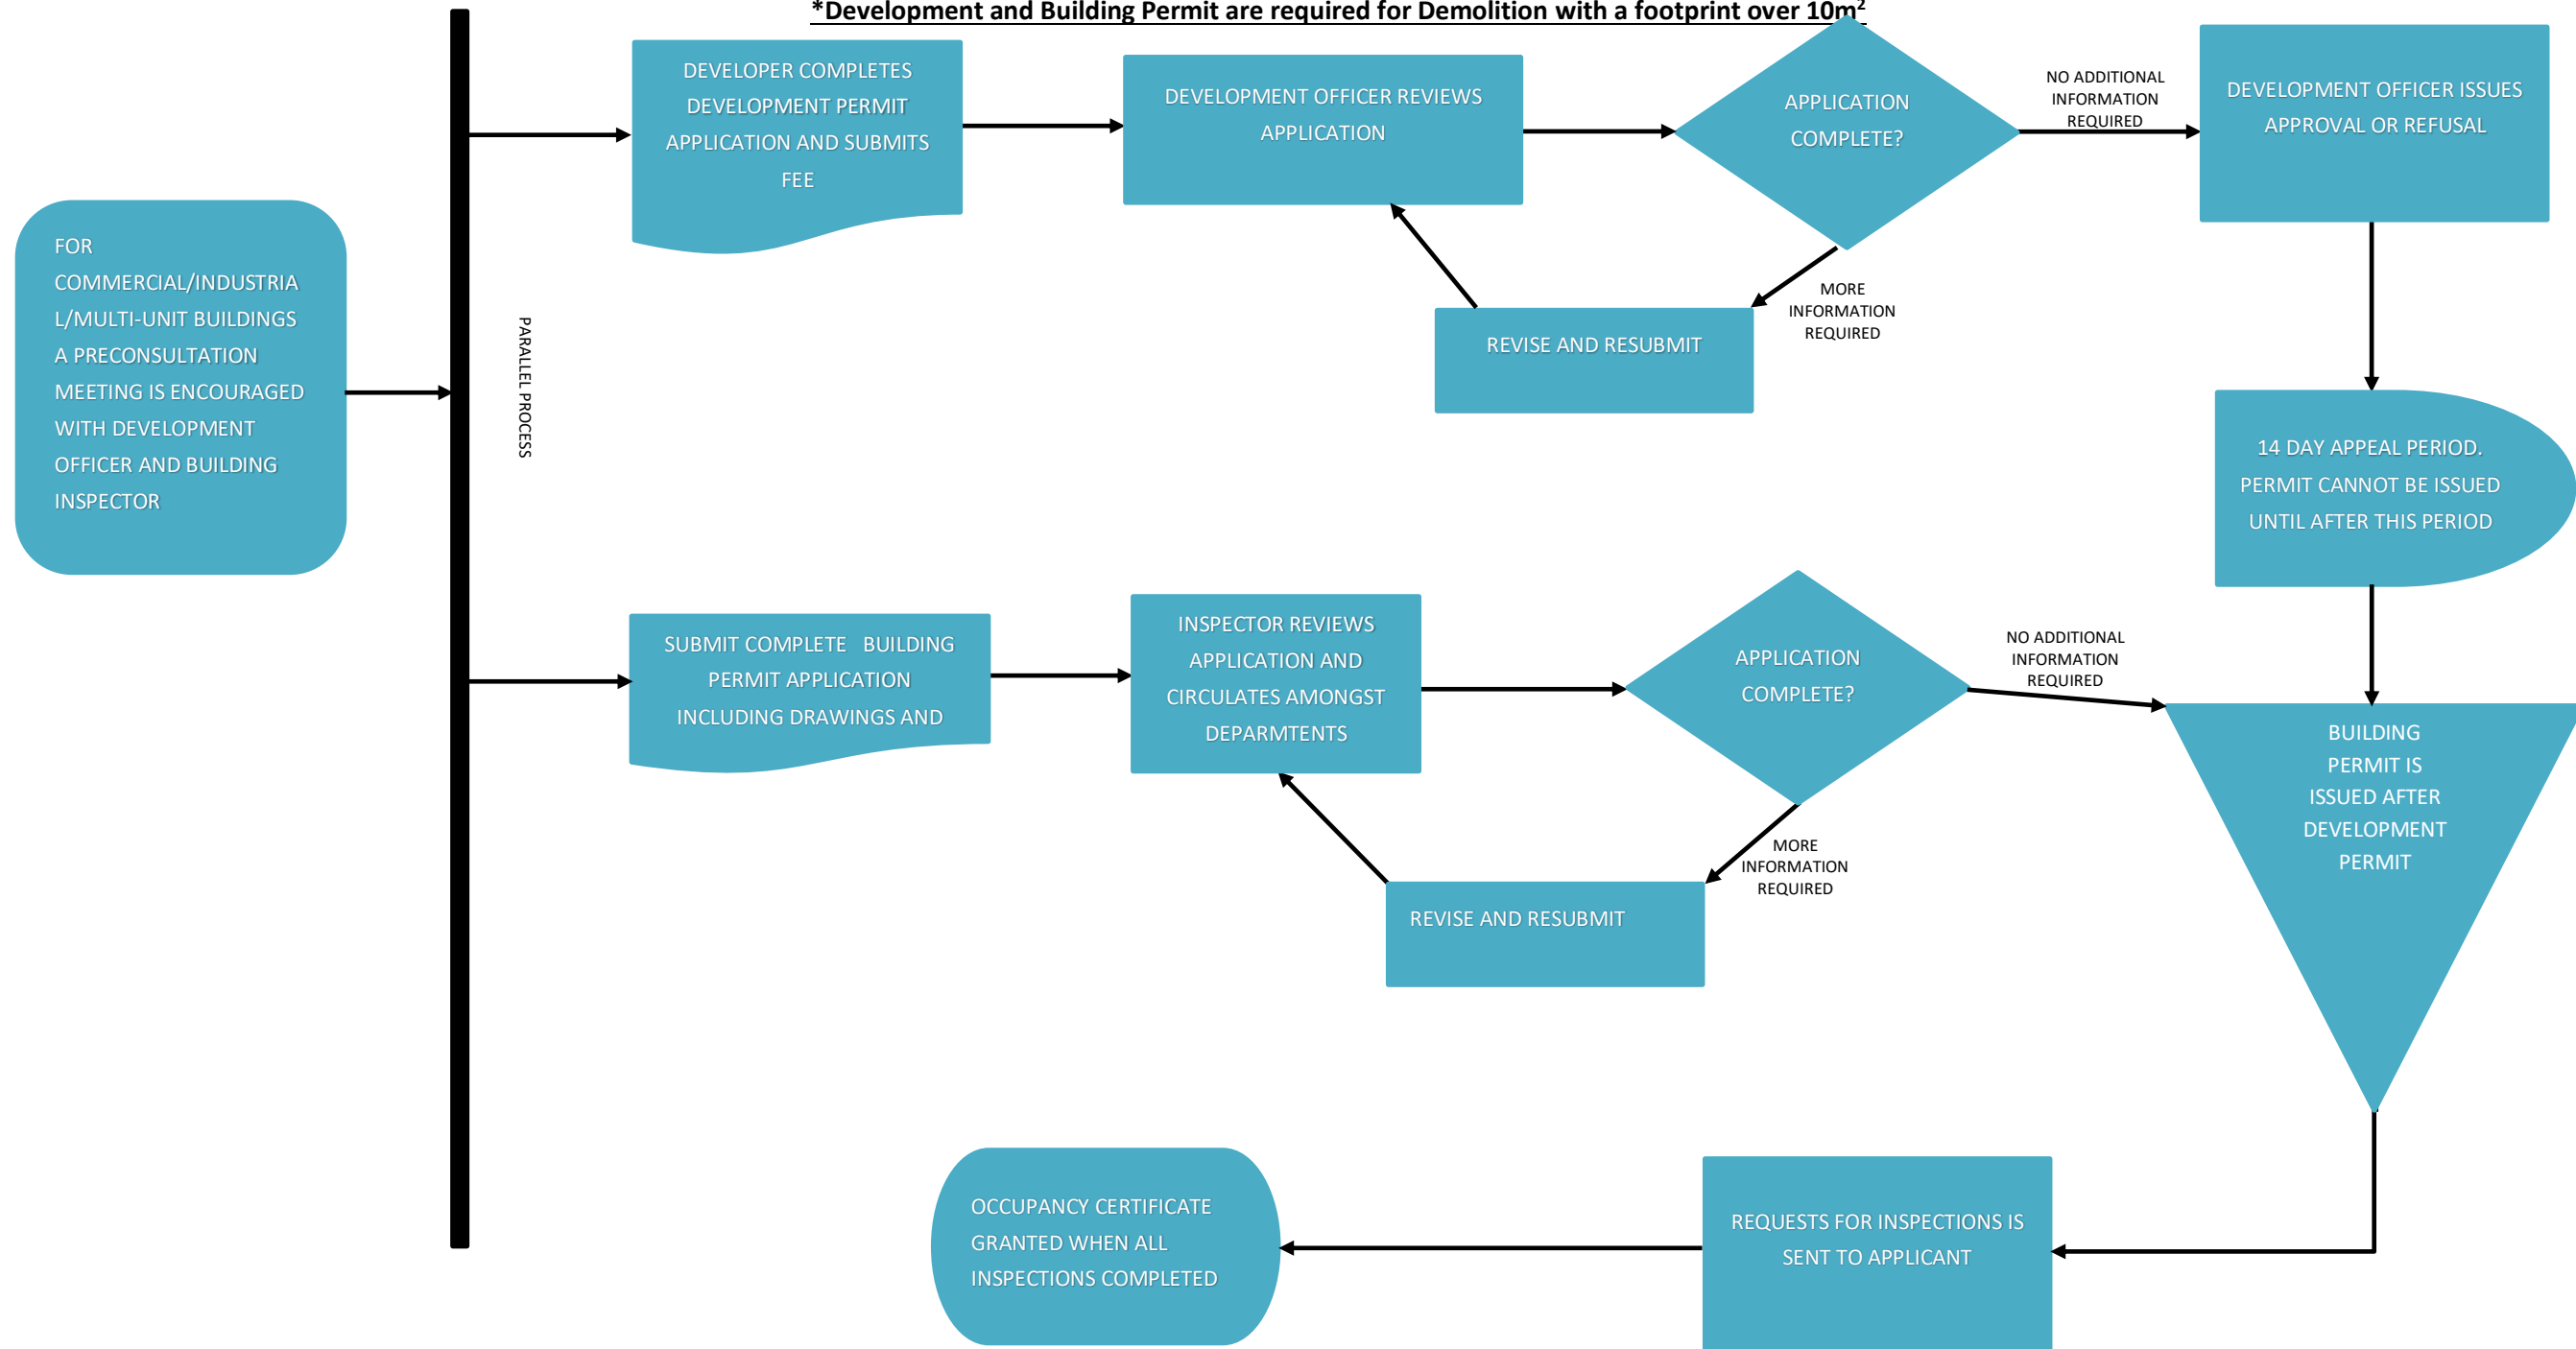 *Development and Building Permit are required for Demolition with a footprint over 10m²
FOR
COMMERCIAL/INDUSTRIA
L/MULTI-UNIT BUILDINGS
A PRECONSULTATION
MEETING IS ENCOURAGED
WITH DEVELOPMENT
OFFICER AND BUILDING
INSPECTOR
PARALLEL PROCESS
DEVELOPER COMPLETES
DEVELOPMENT PERMIT
APPLICATION AND SUBMITS
FEE
DEVELOPMENT OFFICER REVIEWS
APPLICATION
APPLICATION
COMPLETE?
NO ADDITIONAL
INFORMATION
REQUIRED
DEVELOPMENT OFFICER ISSUES
APPROVAL OR REFUSAL
MORE
INFORMATION
REQUIRED
REVISE AND RESUBMIT
14 DAY APPEAL PERIOD.
PERMIT CANNOT BE ISSUED
UNTIL AFTER THIS PERIOD
SUBMIT COMPLETE BUILDING
PERMIT APPLICATION
INCLUDING DRAWINGS AND
INSPECTOR REVIEWS
APPLICATION AND
CIRCULATES AMONGST
DEPARMTENTS
APPLICATION
COMPLETE?
NO ADDITIONAL
INFORMATION
REQUIRED
MORE
INFORMATION
REQUIRED
REVISE AND RESUBMIT
BUILDING
PERMIT IS
ISSUED AFTER
DEVELOPMENT
PERMIT
REQUESTS FOR INSPECTIONS IS
SENT TO APPLICANT
OCCUPANCY CERTIFICATE
GRANTED WHEN ALL
INSPECTIONS COMPLETED